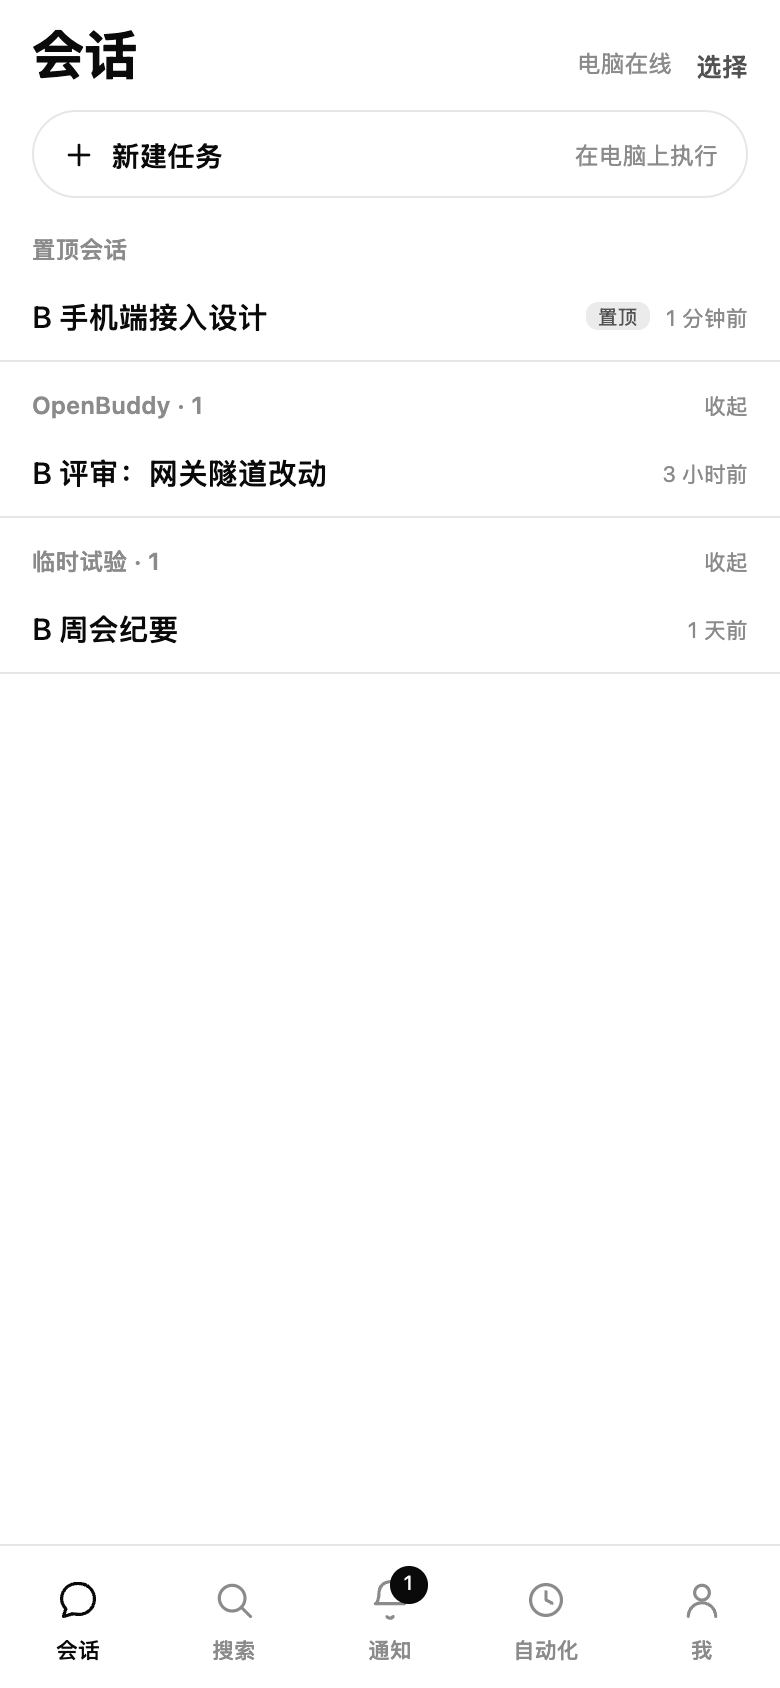 会话
电脑在线 选择
新建任务 在电脑上执行
置顶会话
B 手机端接入设计 置顶 1 分钟前
OpenBuddy · 1 收起
B 评审：网关隧道改动 3 小时前
临时试验 · 1 收起
B 周会纪要 1 天前
1
会话 搜索 通知 自动化 我